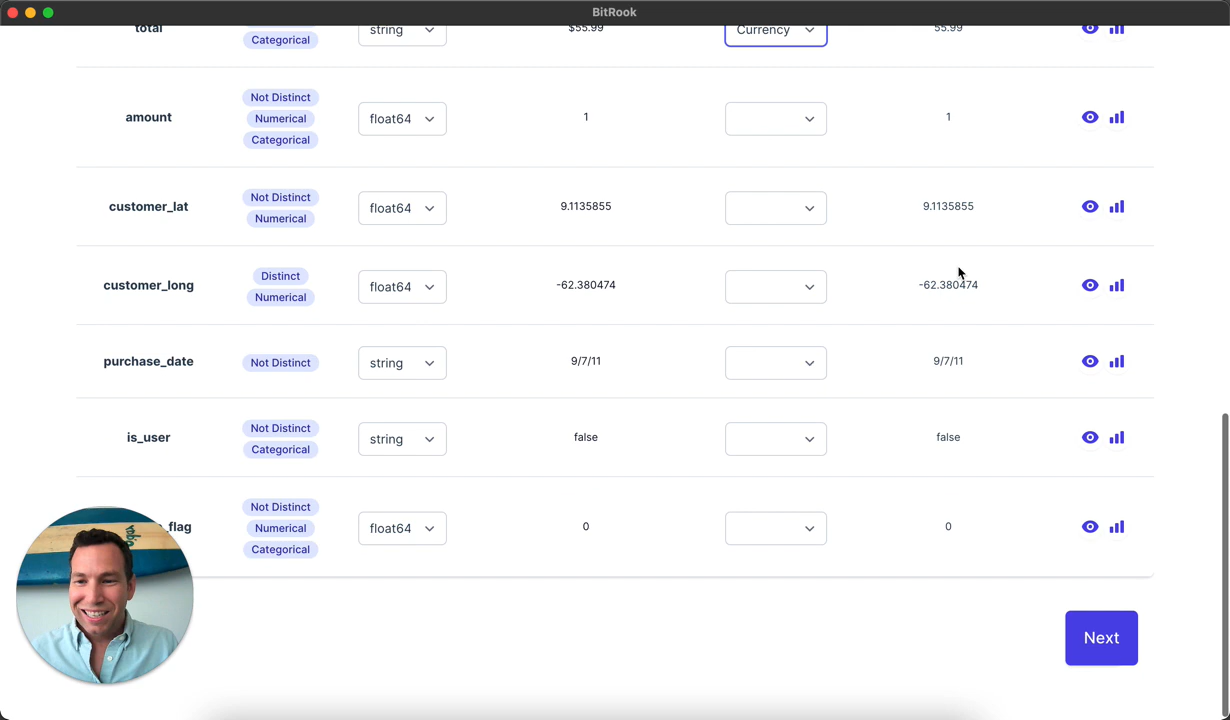 BitRook
total
Categorical
string
$55.99
Currency
55.99
amount
Not Distinct
Numerical
Categorical
float64
1
1
customer_lat
Not Distinct
Numerical
float64
9.1135855
9.1135855
customer_long
Distinct
Numerical
float64
-62.380474
-62.380474
purchase_date
Not Distinct
string
9/7/11
9/7/11
is_user
Not Distinct
Categorical
string
false
false
_flag
Not Distinct
Numerical
Categorical
float64
0
0
Next